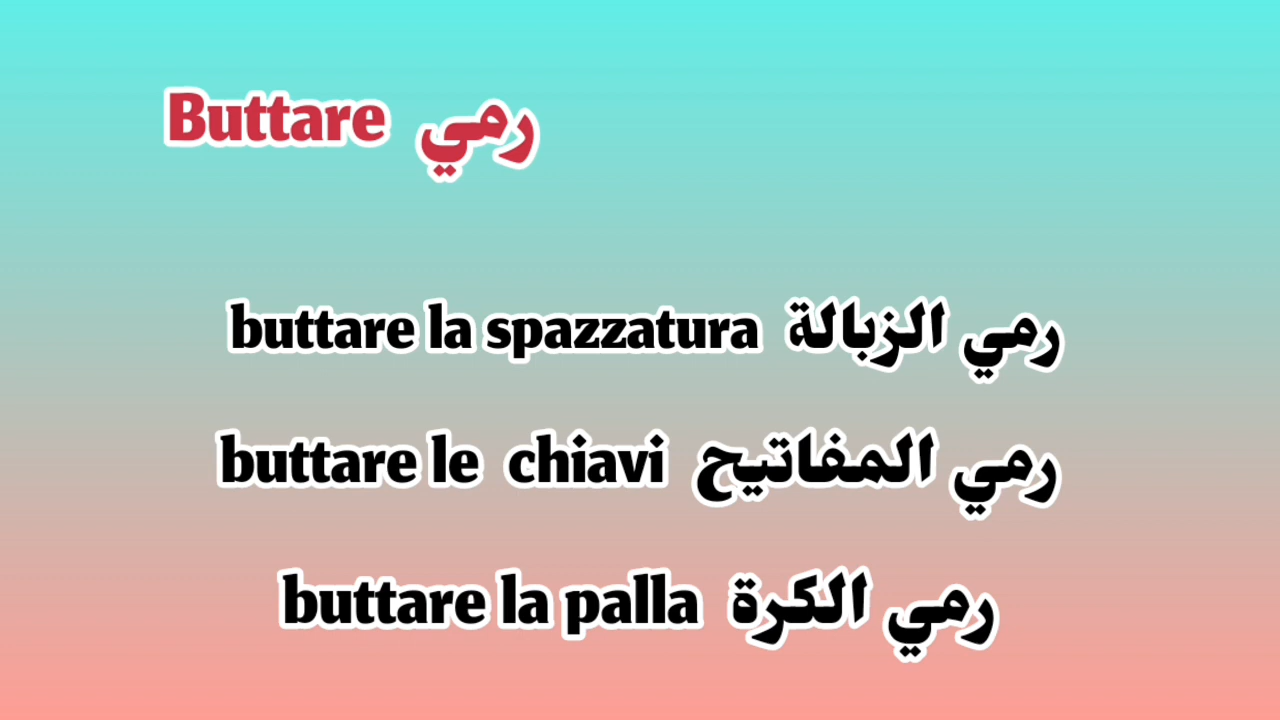 Buttare رمي
buttare la spazzatura رمي الزبالة
buttare le chiavi رمي المفاتيح
buttare la palla رمي الكرة